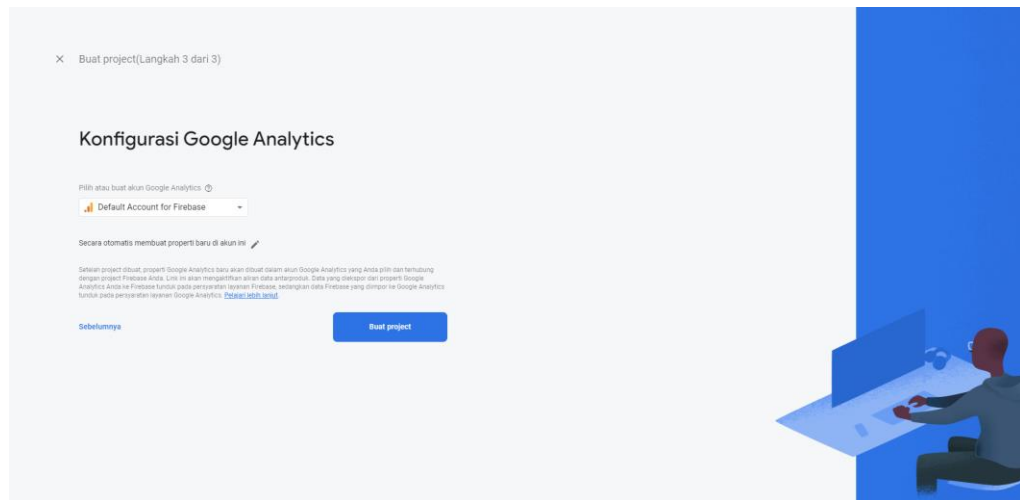 Buat project(Langkah 3 dari 3)
Konfigurasi Google Analytics
Pilih atau buat akun Google Analytics
Default Account for Firebase
Secara otomatis membuat properti baru di akun ini
Setelah project dibuat, properti Google Analytics baru akan dibuat dalam akun Google Analytics yang Anda pilih dan terhubung
dengan project Firebase Anda. Link ini akan mengaktifkan aliran data antarproduk. Data yang diekspor dari properti Google
Analytics Anda ke Firebase tunduk pada persyaratan layanan Firebase, sedangkan data Firebase yang diimpor ke Google Analytics
tunduk pada persyaratan layanan Google Analytics. Pelajari lebih lanjut.
Sebelumnya
Buat project